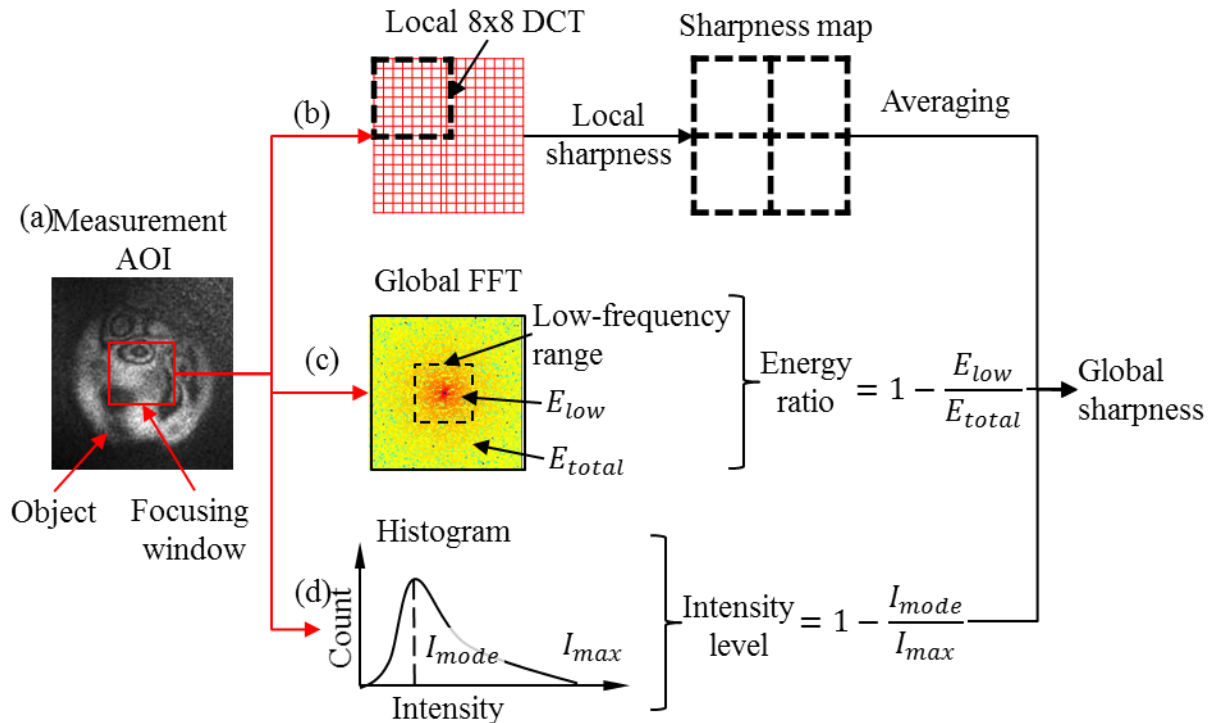 (a)
Measurement
AOI
Object
Focusing
window
(b)
Local 8x8 DCT
Local
sharpness
Sharpness map
Averaging
(c)
Global FFT
Low-frequency
range
E_low
E_total
Energy
ratio
= 1 - E_low / E_total
Global
sharpness
(d)
Histogram
Count
I_mode
I_max
Intensity
Intensity
level
= 1 - I_mode / I_max